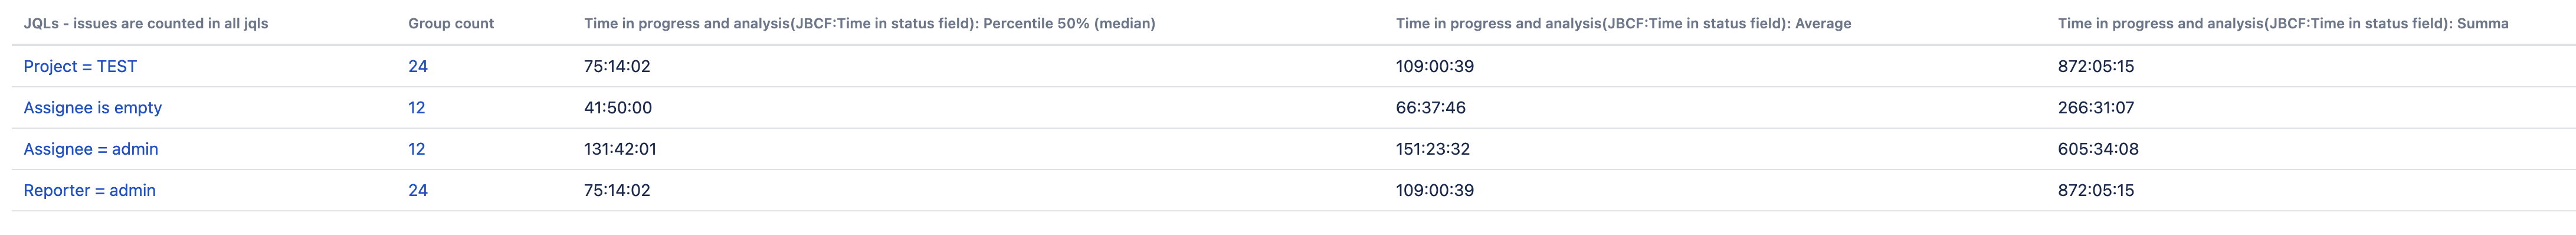 JQLs - issues are counted in all jqls Group count Time in progress and analysis(JBCF:Time in status field): Percentile 50% (median) Time in progress and analysis(JBCF:Time in status field): Average Time in progress and analysis(JBCF:Time in status field): Summa
Project = TEST 24 75:14:02 109:00:39 872:05:15
Assignee is empty 12 41:50:00 66:37:46 266:31:07
Assignee = admin 12 131:42:01 151:23:32 605:34:08
Reporter = admin 24 75:14:02 109:00:39 872:05:15